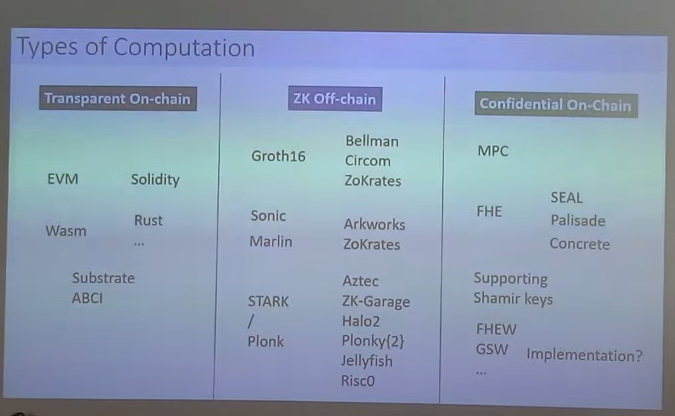 Types of Computation
Transparent On-chain
EVM Solidity
Wasm Rust
...
Substrate
ABCI
ZK Off-chain
Groth16
Bellman
Circom
ZoKrates
Sonic
Marlin
Arkworks
ZoKrates
STARK
/
Plonk
Aztec
ZK-Garage
Halo2
Plonky{2}
Jellyfish
Risc0
Confidential On-Chain
MPC
FHE
SEAL
Palisade
Concrete
Supporting
Shamir keys
FHEW
GSW
...
Implementation?